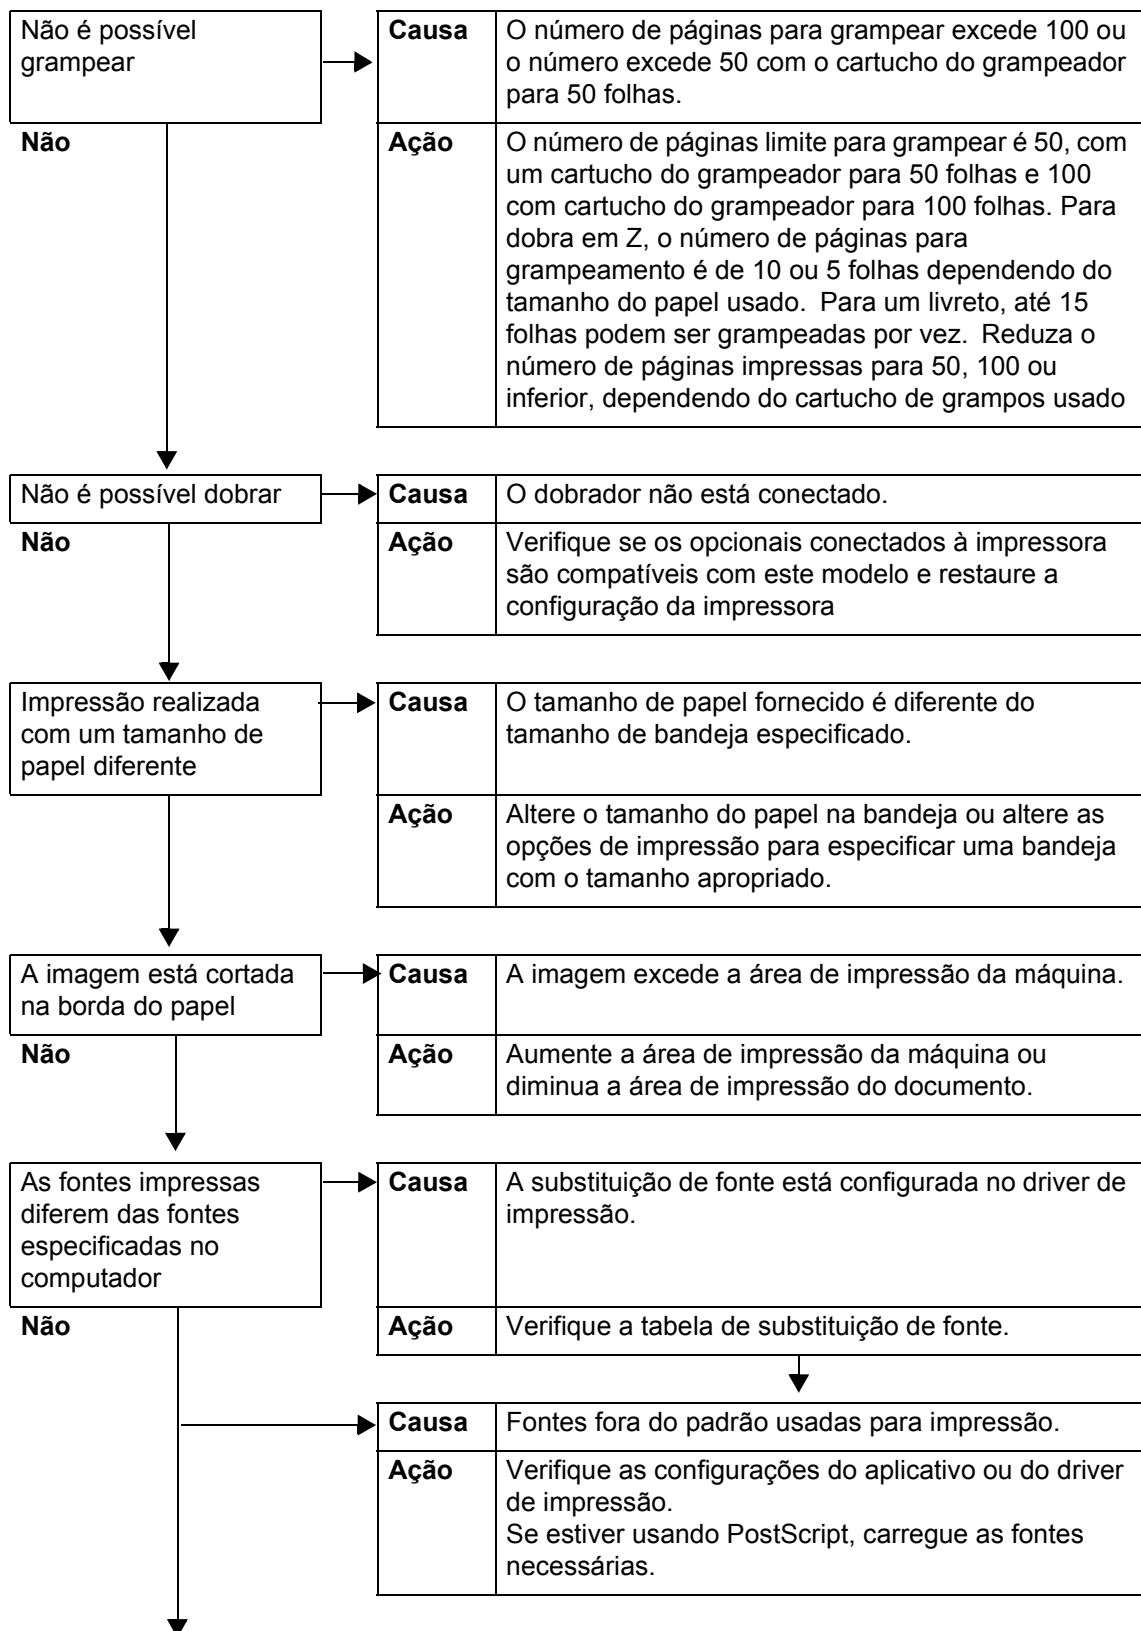 Não é possível
grampear
Causa
O número de páginas para grampear excede 100 ou
o número excede 50 com o cartucho do grampeador
para 50 folhas.
Não
Ação
O número de páginas limite para grampear é 50, com
um cartucho do grampeador para 50 folhas e 100
com cartucho do grampeador para 100 folhas. Para
dobra em Z, o número de páginas para
grampeamento é de 10 ou 5 folhas dependendo do
tamanho do papel usado.  Para um livreto, até 15
folhas podem ser grampeadas por vez.  Reduza o
número de páginas impressas para 50, 100 ou
inferior, dependendo do cartucho de grampos usado
Não é possível dobrar
Causa
O dobrador não está conectado.
Não
Ação
Verifique se os opcionais conectados à impressora
são compatíveis com este modelo e restaure a
configuração da impressora
Impressão realizada
com um tamanho de
papel diferente
Causa
O tamanho de papel fornecido é diferente do
tamanho de bandeja especificado.
Ação
Altere o tamanho do papel na bandeja ou altere as
opções de impressão para especificar uma bandeja
com o tamanho apropriado.
A imagem está cortada
na borda do papel
Causa
A imagem excede a área de impressão da máquina.
Não
Ação
Aumente a área de impressão da máquina ou
diminua a área de impressão do documento.
As fontes impressas
diferem das fontes
especificadas no
computador
Causa
A substituição de fonte está configurada no driver de
impressão.
Não
Ação
Verifique a tabela de substituição de fonte.
Causa
Fontes fora do padrão usadas para impressão.
Ação
Verifique as configurações do aplicativo ou do driver
de impressão.
Se estiver usando PostScript, carregue as fontes
necessárias.